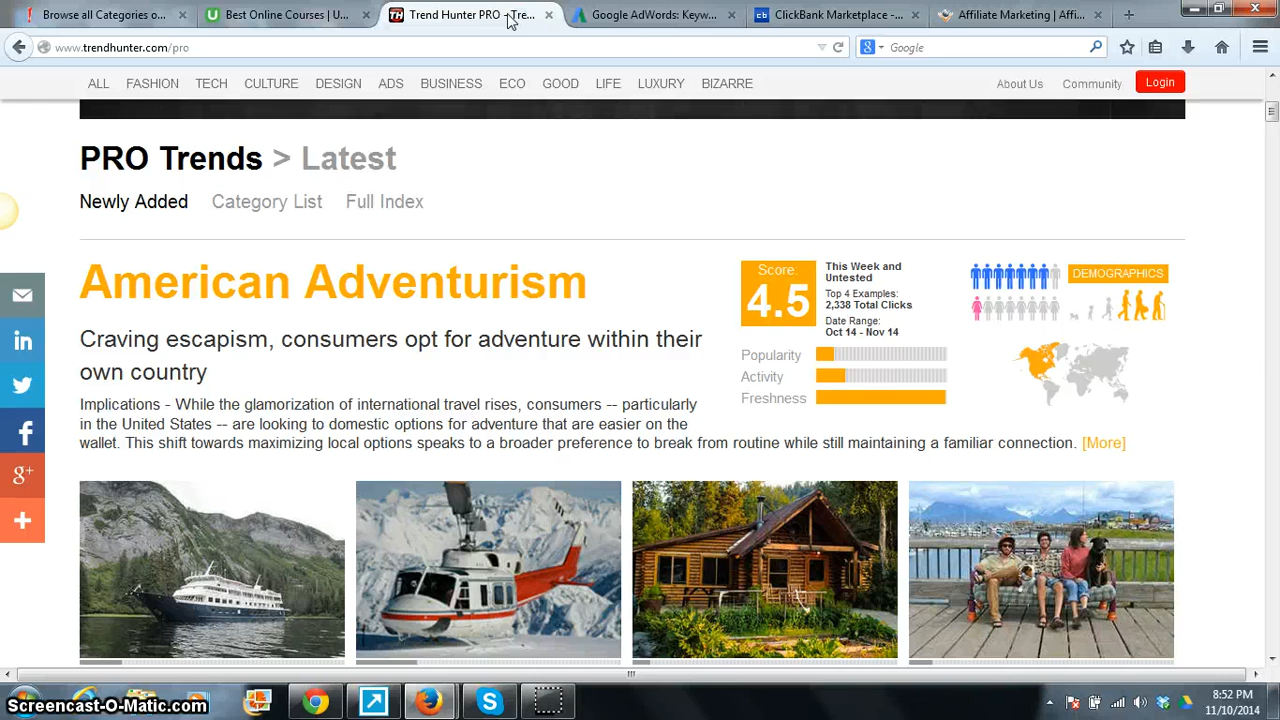 Browse all Categories o...
Best Online Courses | U...
Trend Hunter PRO - Tre...
Google AdWords: Keyw...
ClickBank Marketplace -...
Affiliate Marketing | Affi...
www.trendhunter.com/pro
Google
ALL FASHION TECH CULTURE DESIGN ADS BUSINESS ECO GOOD LIFE LUXURY BIZARRE
About Us Community Login
PRO Trends > Latest
Newly Added Category List Full Index
American Adventurism
Craving escapism, consumers opt for adventure within their
own country
Implications - While the glamorization of international travel rises, consumers -- particularly
in the United States -- are looking to domestic options for adventure that are easier on the
wallet. This shift towards maximizing local options speaks to a broader preference to break from routine while still maintaining a familiar connection. [More]
Score:
4.5
This Week and
Untested
Top 4 Examples:
2,338 Total Clicks
Date Range:
Oct 14 - Nov 14
Popularity
Activity
Freshness
DEMOGRAPHICS
Screencast-O-Matic.com
8:52 PM
11/10/2014